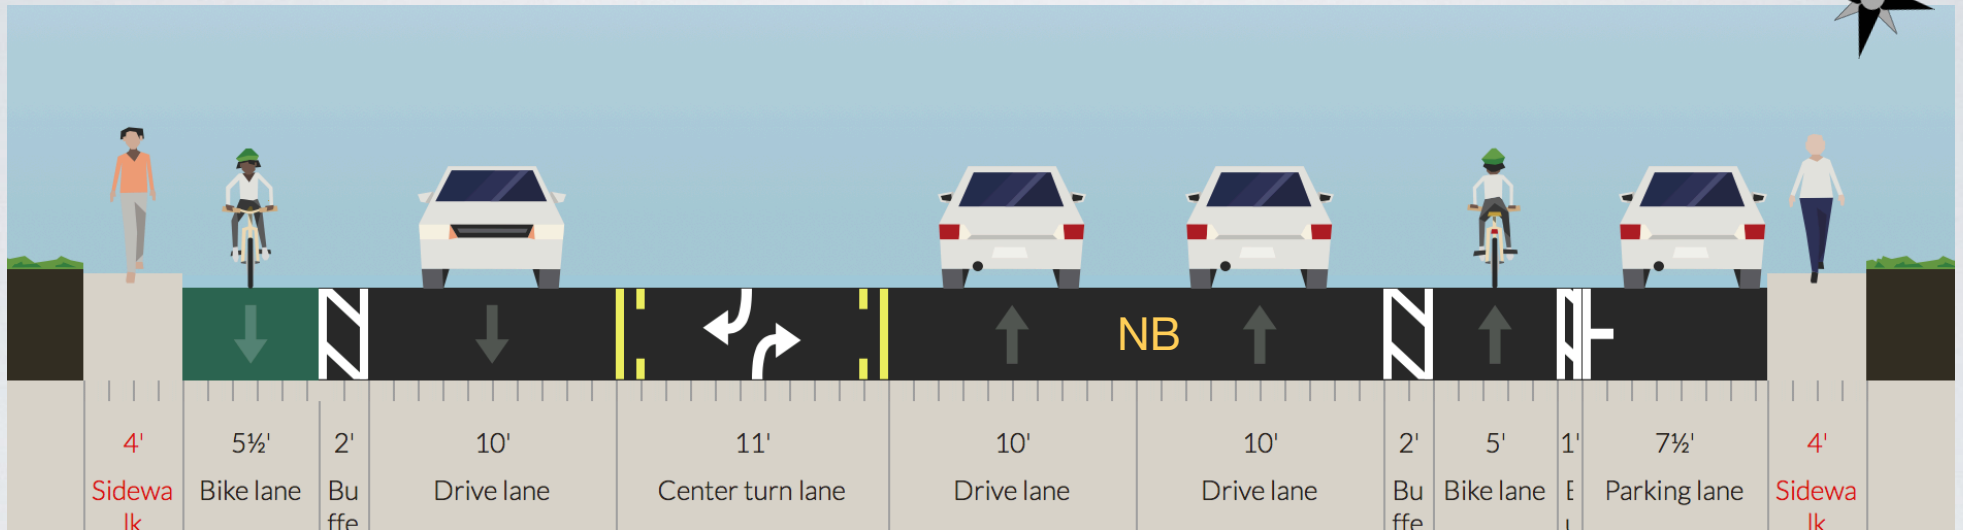 NB
4' 5½' 2' 10' 11' 10' 10' 2' 5' 1' 7½' 4'
Sidewa Bike lane Bu Drive lane Center turn lane Drive lane Drive lane Bu Bike lane Parking lane Sidewa
lk ffe ffe lk